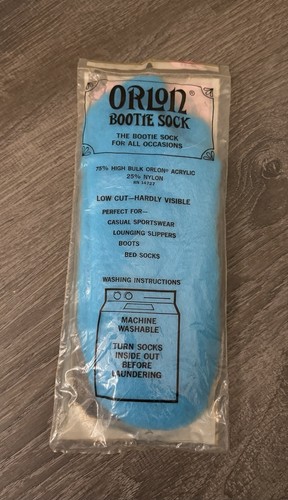 ORLON®
BOOTIE SOCK
THE BOOTIE SOCK
FOR ALL OCCASIONS
75% HIGH BULK ORLON® ACRYLIC
25% NYLON
RN 14727
LOW CUT—HARDLY VISIBLE
PERFECT FOR—
CASUAL SPORTSWEAR
LOUNGING SLIPPERS
BOOTS
BED SOCKS
WASHING INSTRUCTIONS
MACHINE
WASHABLE
TURN SOCKS
INSIDE OUT
BEFORE
LAUNDERING